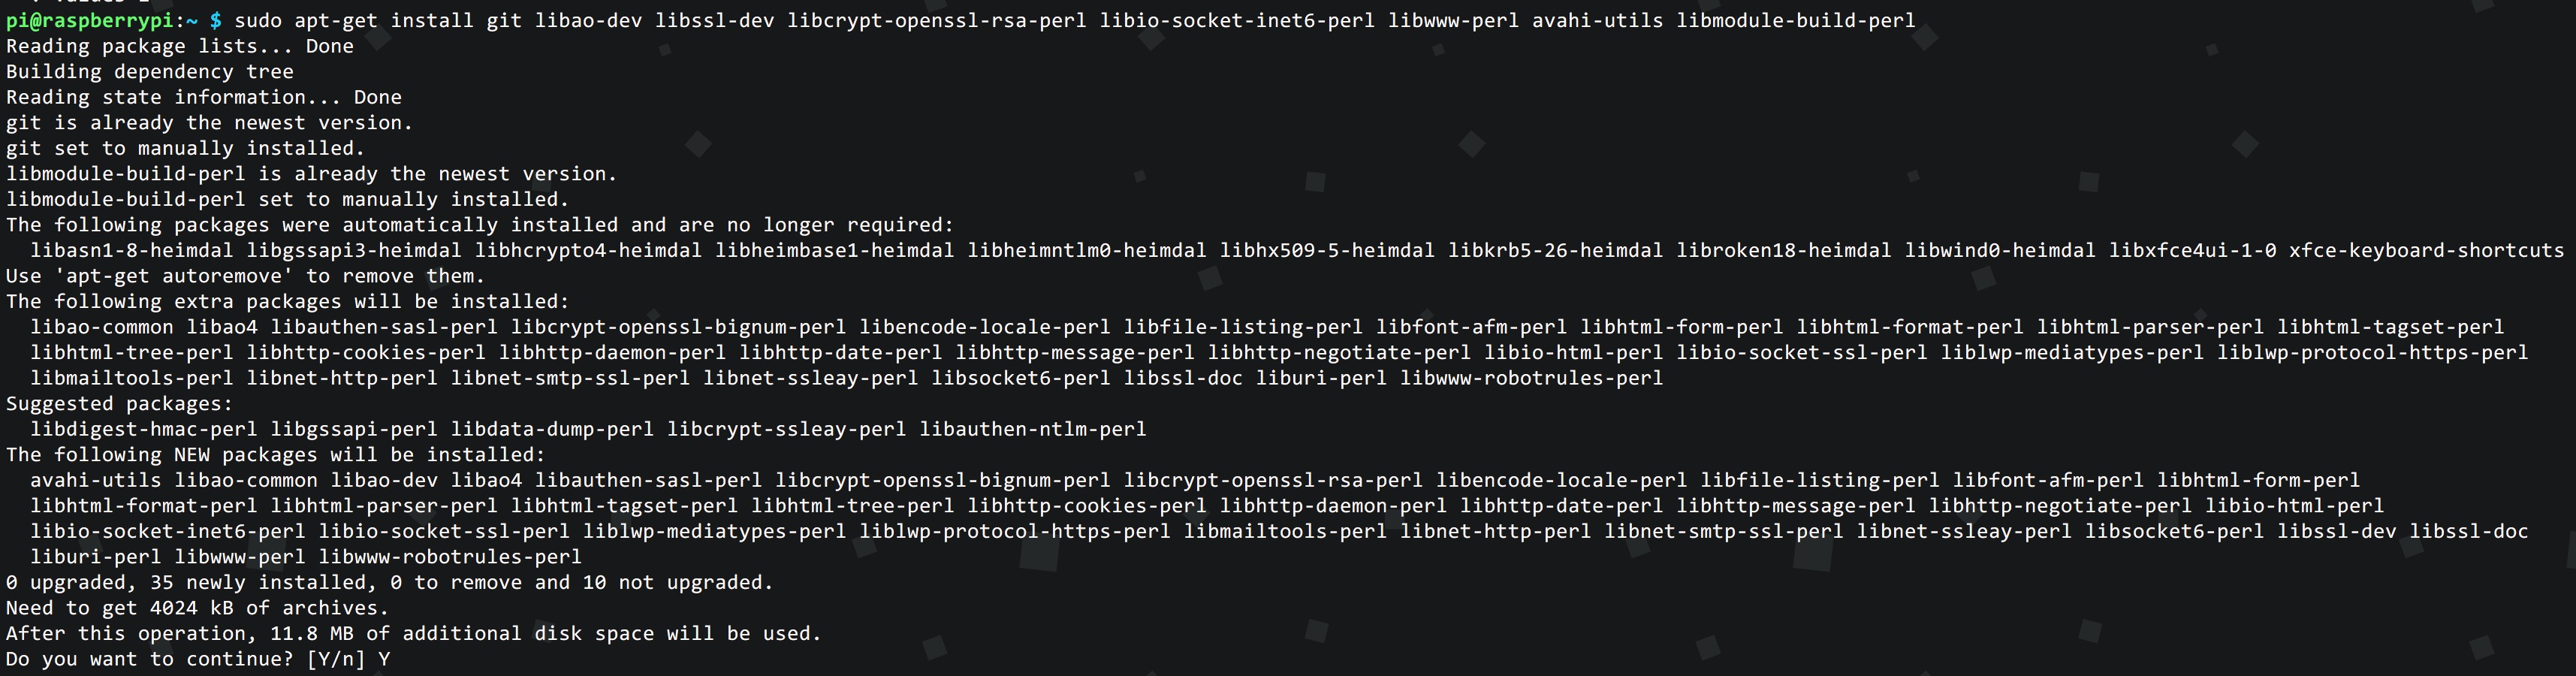 pi@raspberrypi:~ $ sudo apt-get install git libao-dev libssl-dev libcrypt-openssl-rsa-perl libio-socket-inet6-perl libwww-perl avahi-utils libmodule-build-perl
Reading package lists... Done
Building dependency tree
Reading state information... Done
git is already the newest version.
git set to manually installed.
libmodule-build-perl is already the newest version.
libmodule-build-perl set to manually installed.
The following packages were automatically installed and are no longer required:
  libasn1-8-heimdal libgssapi3-heimdal libhcrypto4-heimdal libheimbase1-heimdal libheimntlm0-heimdal libhx509-5-heimdal libkrb5-26-heimdal libroken18-heimdal libwind0-heimdal libxfce4ui-1-0 xfce-keyboard-shortcuts
Use 'apt-get autoremove' to remove them.
The following extra packages will be installed:
  libao-common libao4 libauthen-sasl-perl libcrypt-openssl-bignum-perl libencode-locale-perl libfile-listing-perl libfont-afm-perl libhtml-form-perl libhtml-format-perl libhtml-parser-perl libhtml-tagset-perl
  libhtml-tree-perl libhttp-cookies-perl libhttp-daemon-perl libhttp-date-perl libhttp-message-perl libhttp-negotiate-perl libio-html-perl libio-socket-ssl-perl liblwp-mediatypes-perl liblwp-protocol-https-perl
  libmailtools-perl libnet-http-perl libnet-smtp-ssl-perl libnet-ssleay-perl libsocket6-perl libssl-doc liburi-perl libwww-robotrules-perl
Suggested packages:
  libdigest-hmac-perl libgssapi-perl libdata-dump-perl libcrypt-ssleay-perl libauthen-ntlm-perl
The following NEW packages will be installed:
  avahi-utils libao-common libao-dev libao4 libauthen-sasl-perl libcrypt-openssl-bignum-perl libcrypt-openssl-rsa-perl libencode-locale-perl libfile-listing-perl libfont-afm-perl libhtml-form-perl
  libhtml-format-perl libhtml-parser-perl libhtml-tagset-perl libhtml-tree-perl libhttp-cookies-perl libhttp-daemon-perl libhttp-date-perl libhttp-message-perl libhttp-negotiate-perl libio-html-perl
  libio-socket-inet6-perl libio-socket-ssl-perl liblwp-mediatypes-perl liblwp-protocol-https-perl libmailtools-perl libnet-http-perl libnet-smtp-ssl-perl libnet-ssleay-perl libsocket6-perl libssl-dev libssl-doc
  liburi-perl libwww-perl libwww-robotrules-perl
0 upgraded, 35 newly installed, 0 to remove and 10 not upgraded.
Need to get 4024 kB of archives.
After this operation, 11.8 MB of additional disk space will be used.
Do you want to continue? [Y/n] Y